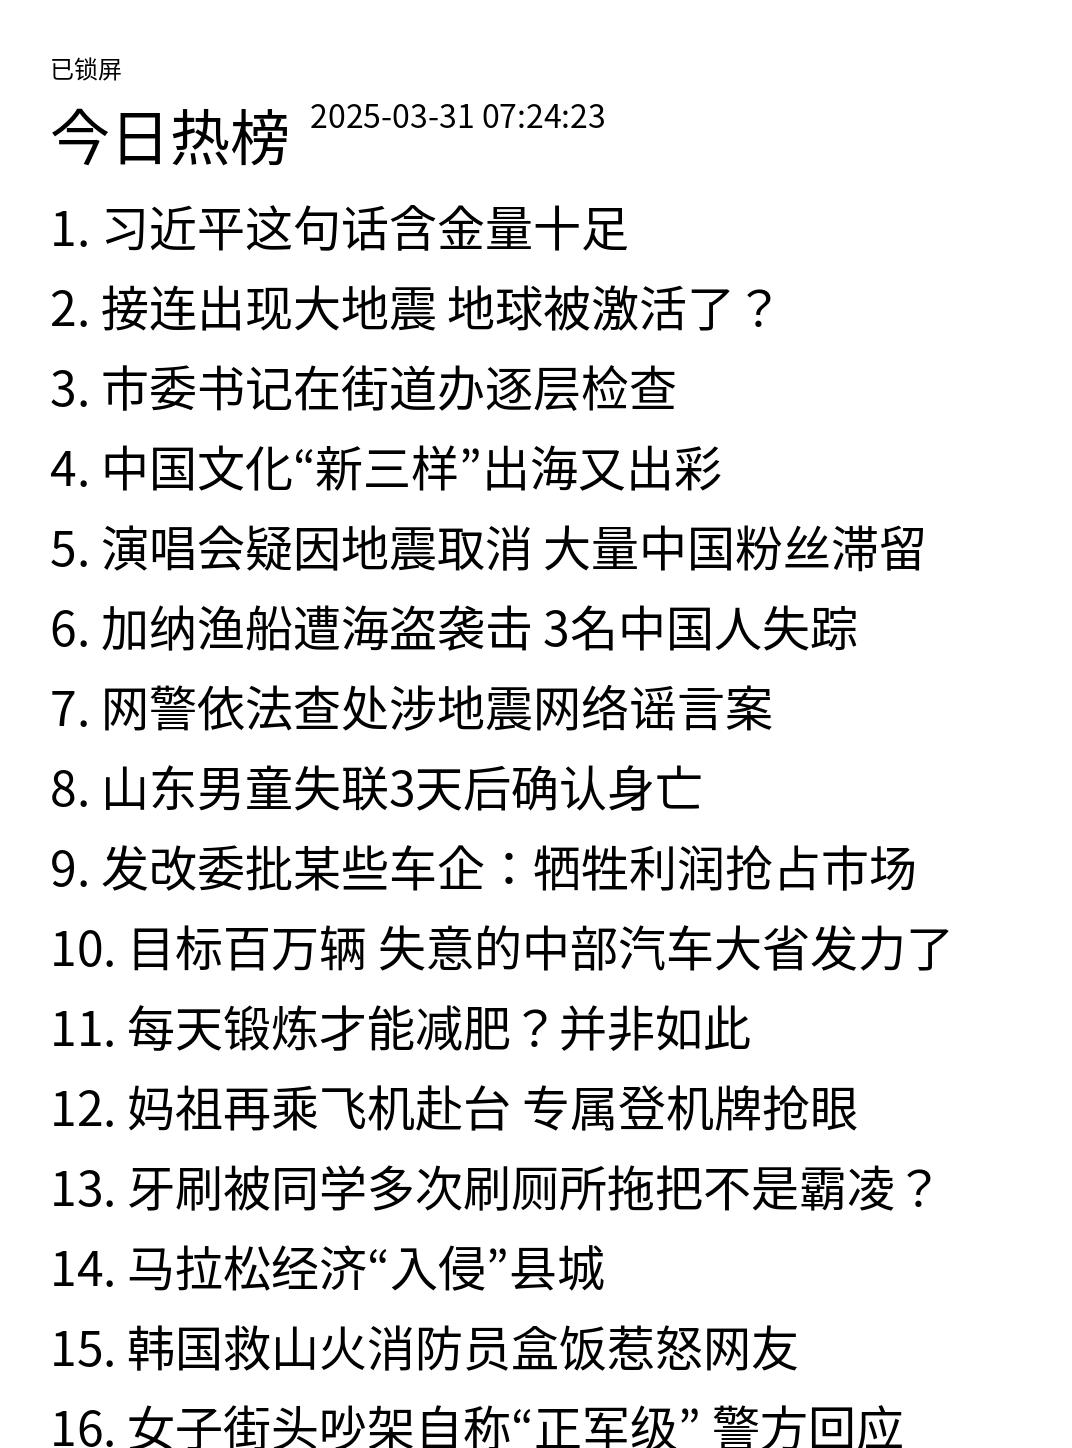 已锁屏
今日热榜 2025-03-31 07:24:23
1. 习近平这句话含金量十足
2. 接连出现大地震 地球被激活了？
3. 市委书记在街道办逐层检查
4. 中国文化“新三样”出海又出彩
5. 演唱会疑因地震取消 大量中国粉丝滞留
6. 加纳渔船遭海盗袭击 3名中国人失踪
7. 网警依法查处涉地震网络谣言案
8. 山东男童失联3天后确认身亡
9. 发改委批某些车企：牺牲利润抢占市场
10. 目标百万辆 失意的中部汽车大省发力了
11. 每天锻炼才能减肥？并非如此
12. 妈祖再乘飞机赴台 专属登机牌抢眼
13. 牙刷被同学多次刷厕所拖把不是霸凌？
14. 马拉松经济“入侵”县城
15. 韩国救山火消防员盒饭惹怒网友
16. 女子街头吵架自称“正军级” 警方回应